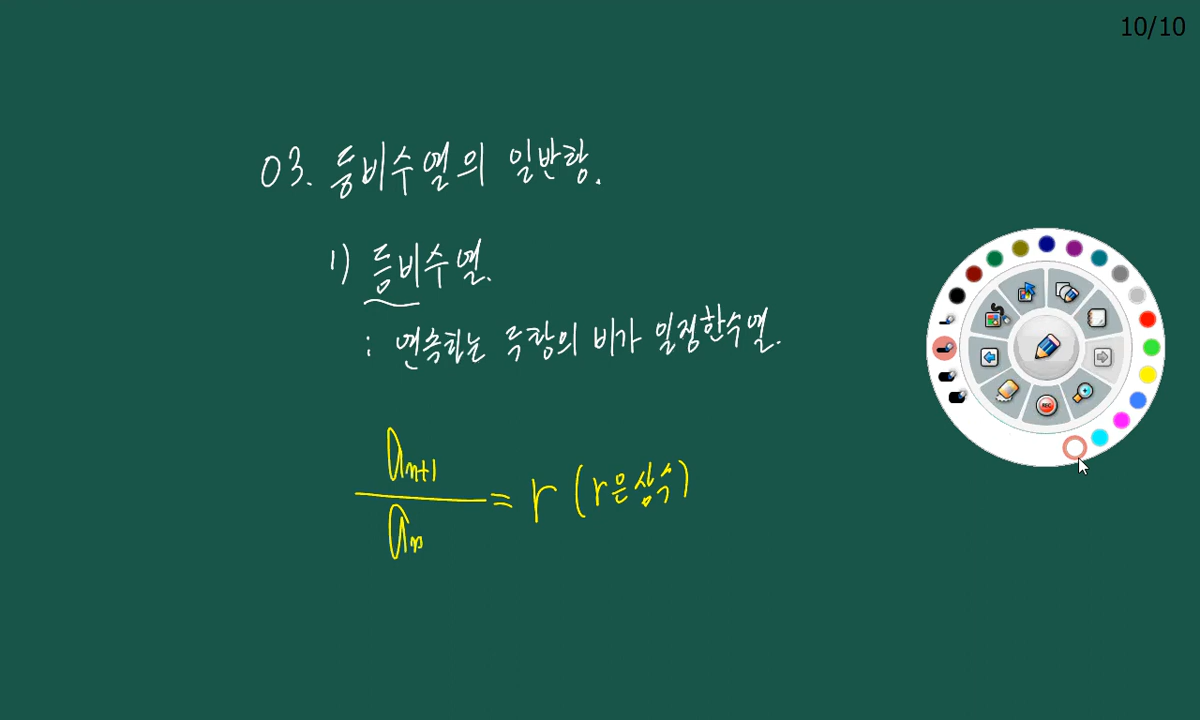 10/10
03. 등비수열의 일반항.
1) 등비수열.
: 연속하는 두항의 비가 일정한수열.
a_{n+1}/a_n = r (r은상수)
REC